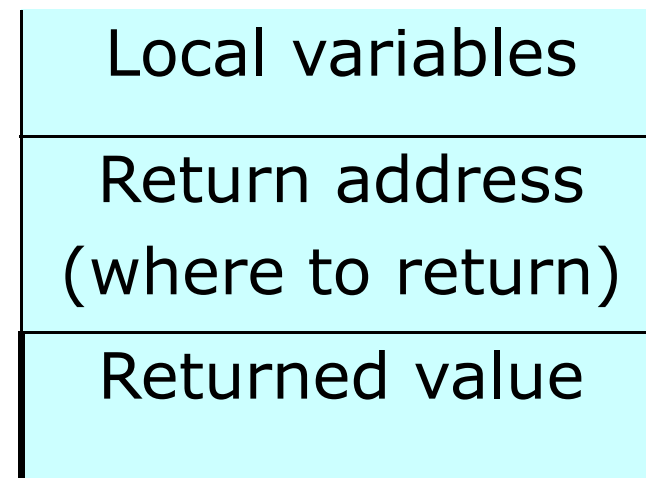 Local variables
Return address
(where to return)
Returned value